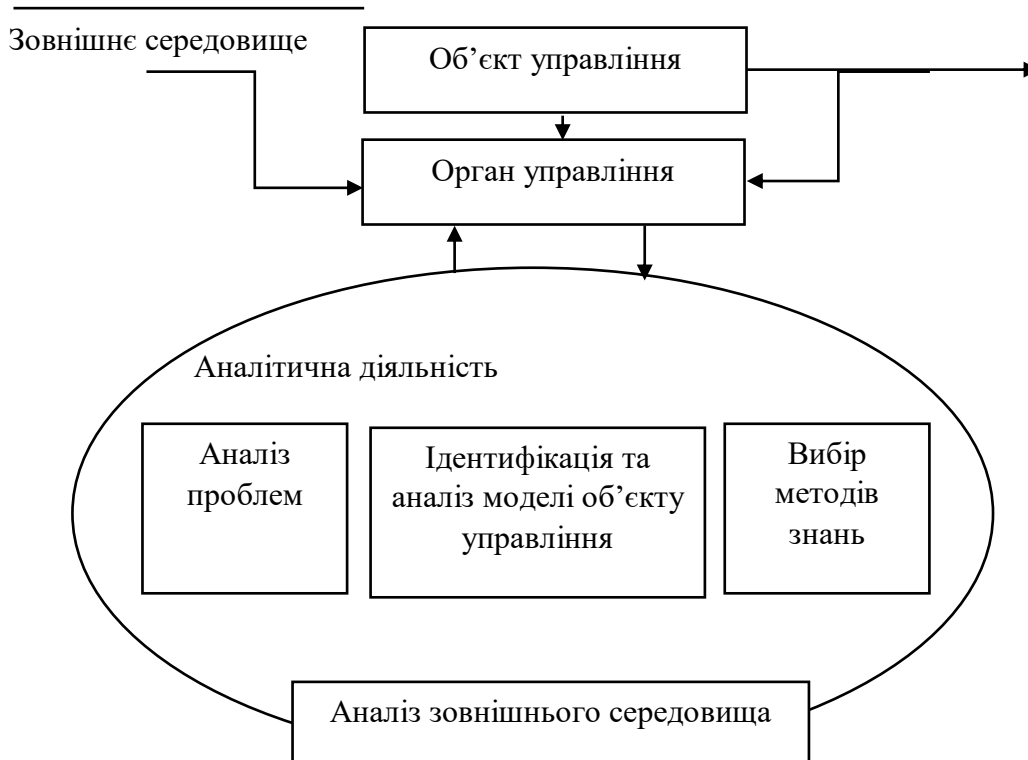 Зовнішнє середовище
Об’єкт управління
Орган управління
Аналітична діяльність
Аналіз
проблем
Ідентифікація та
аналіз моделі об’єкту
управління
Вибір
методів
знань
Аналіз зовнішнього середовища